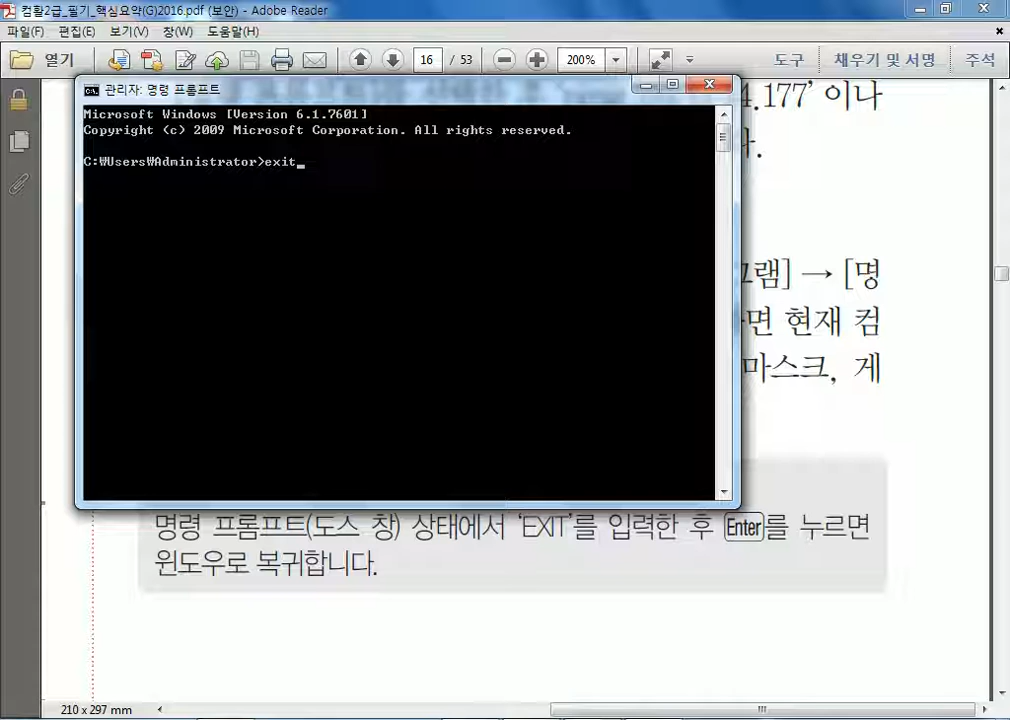 컴활2급_필기_핵심요약(G)2016.pdf (보안) - Adobe Reader
파일(F) 편집(E) 보기(V) 창(W) 도움말(H)
열기 16 / 53 200% 도구 채우기 및 서명 주석
관리자: 명령 프롬프트
4.177’ 이나
Microsoft Windows [Version 6.1.7601]
Copyright (c) 2009 Microsoft Corporation. All rights reserved.
다.
C:\Users\Administrator>exit
그램] → [명
면 현재 컴
마스크, 게
명령 프롬프트(도스 창) 상태에서 ‘EXIT’를 입력한 후 Enter를 누르면
윈도우로 복귀합니다.
210 x 297 mm